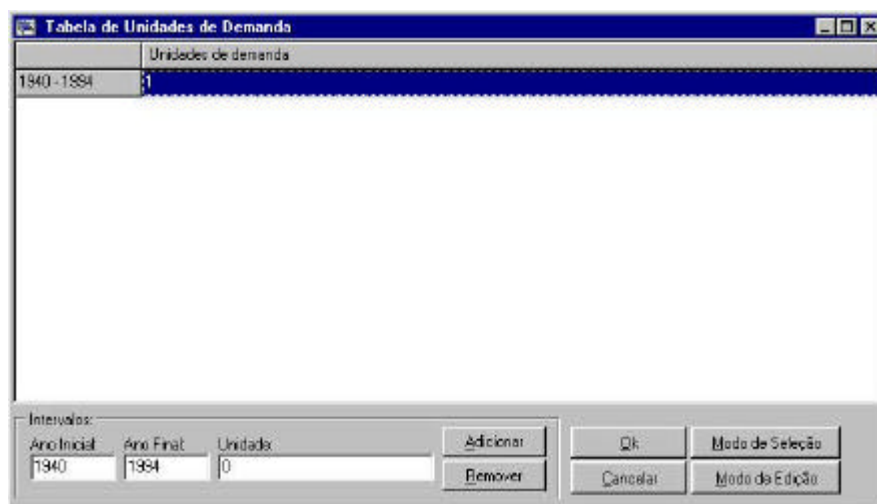 Tabela de Unidades de Demanda
Unidades de demanda
1940 - 1994 1
Intervalos:
Ano Inicial: Ano Final: Unidade: Adicionar Ok Modo de Seleção
1940 1994 0 Remover Cancelar Modo de Edição